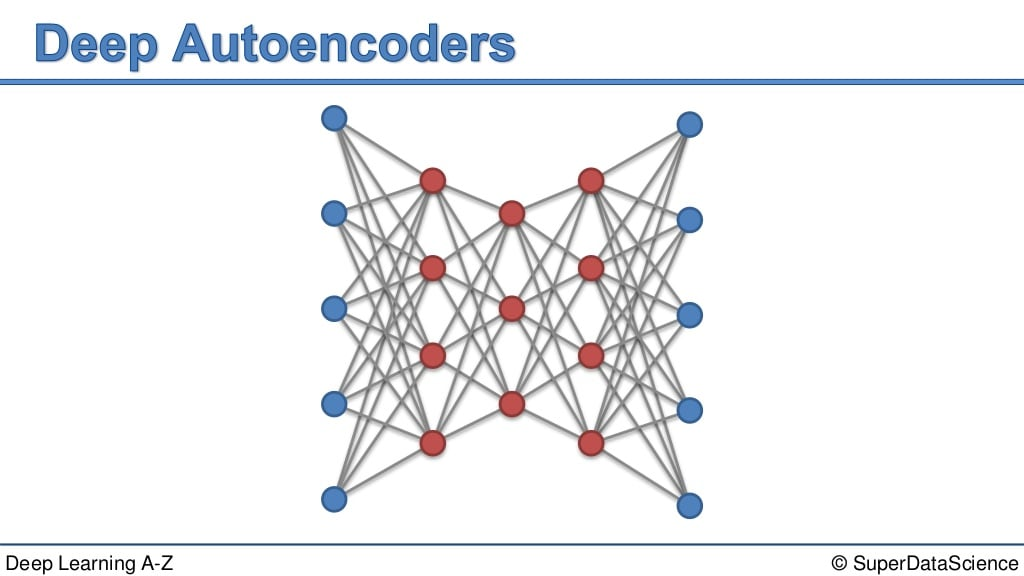 Deep Autoencoders
Deep Learning A-Z
© SuperDataScience